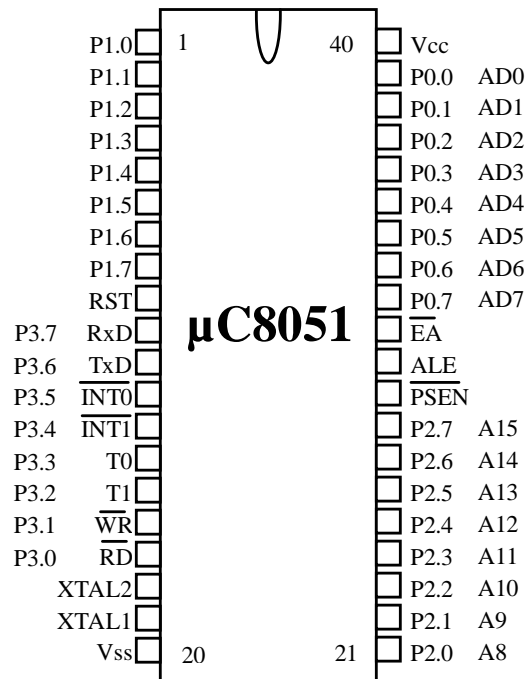 P1.0 1 40 Vcc
P1.1 P0.0 AD0
P1.2 P0.1 AD1
P1.3 P0.2 AD2
P1.4 P0.3 AD3
P1.5 P0.4 AD4
P1.6 P0.5 AD5
P1.7 P0.6 AD6
RST P0.7 AD7
µC8051
P3.7 RxD EA
P3.6 TxD ALE
P3.5 INT0 PSEN
P3.4 INT1 P2.7 A15
P3.3 T0 P2.6 A14
P3.2 T1 P2.5 A13
P3.1 WR P2.4 A12
P3.0 RD P2.3 A11
XTAL2 P2.2 A10
XTAL1 P2.1 A9
Vss 20 21 P2.0 A8